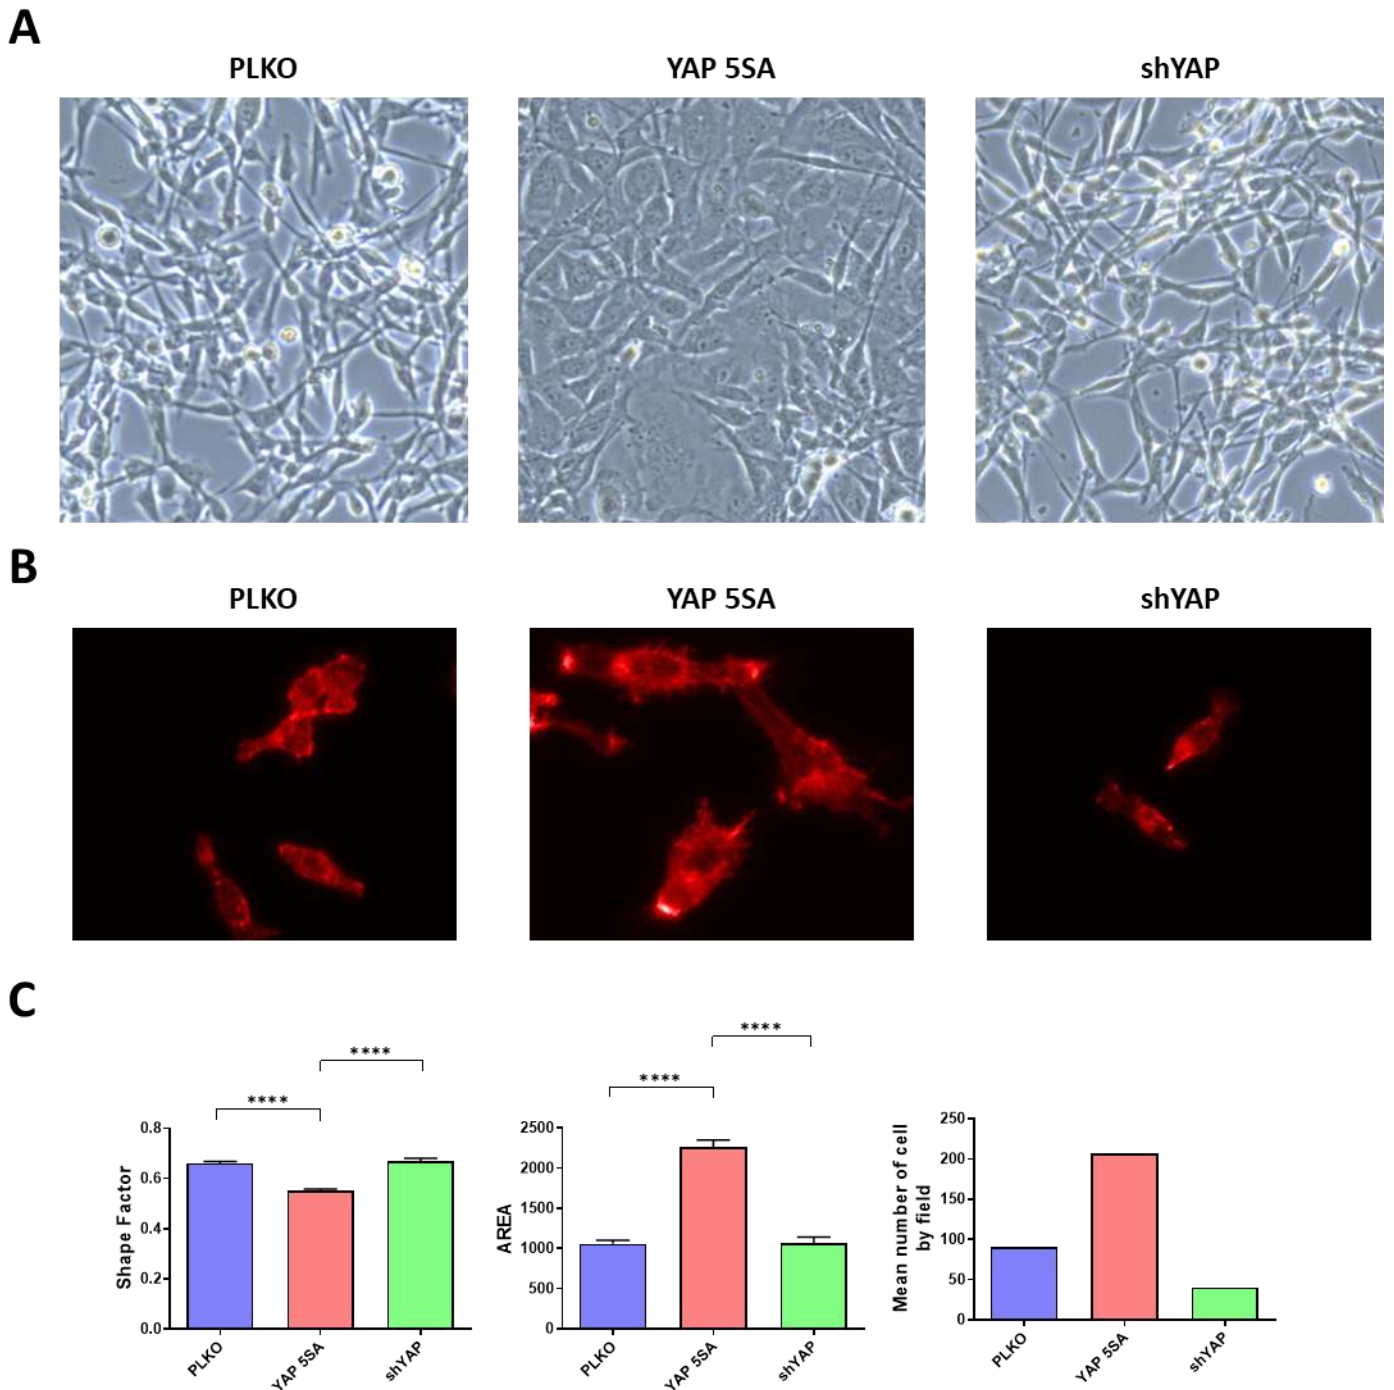 A
PLKO
YAP 5SA
shYAP
B
PLKO
YAP 5SA
shYAP
C
****
****
0.8
0.6
0.4
0.2
0.0
Shape Factor
PLKO
YAP 5SA
shYAP
****
****
2500
2000
1500
1000
500
0
AREA
PLKO
YAP 5SA
shYAP
250
200
150
100
50
0
Mean number of cell
by field
PLKO
YAP 5SA
shYAP